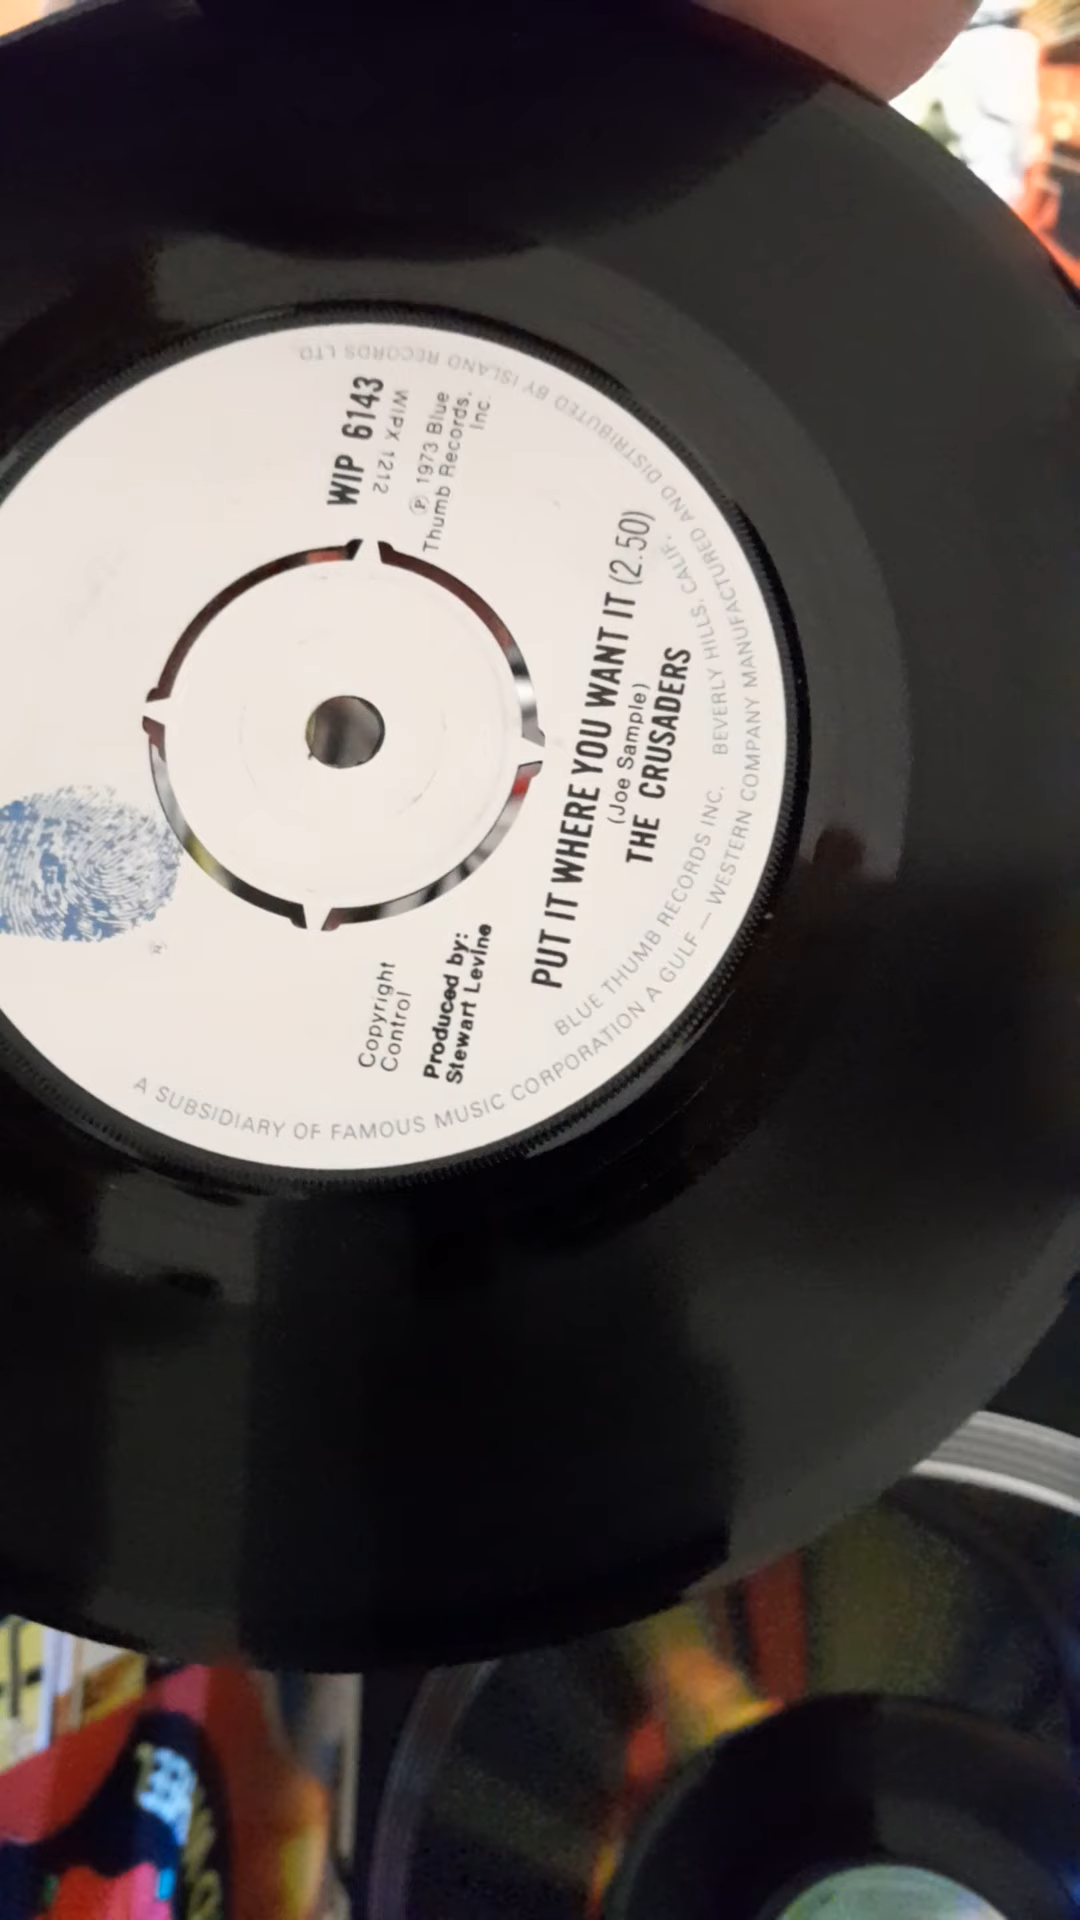 WIP 6143
WIPX 1212
Ⓟ 1973 Blue
Thumb Records.
Inc.
Copyright
Control
Produced by:
Stewart Levine
PUT IT WHERE YOU WANT IT (2.50)
(Joe Sample)
THE CRUSADERS
BLUE THUMB RECORDS INC. BEVERLY HILLS, CALIF.
A SUBSIDIARY OF FAMOUS MUSIC CORPORATION A GULF — WESTERN COMPANY MANUFACTURED AND DISTRIBUTED BY ISLAND RECORDS LTD.